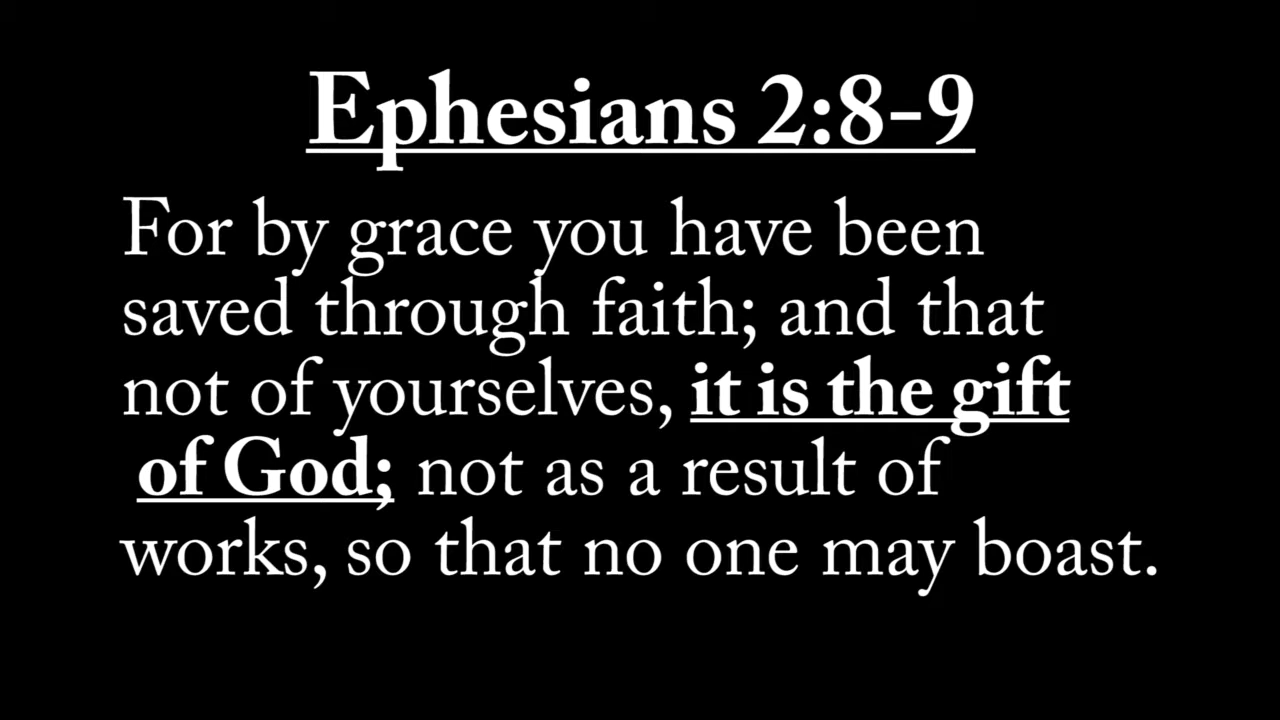 Ephesians 2:8-9
For by grace you have been
saved through faith; and that
not of yourselves, it is the gift
of God; not as a result of
works, so that no one may boast.